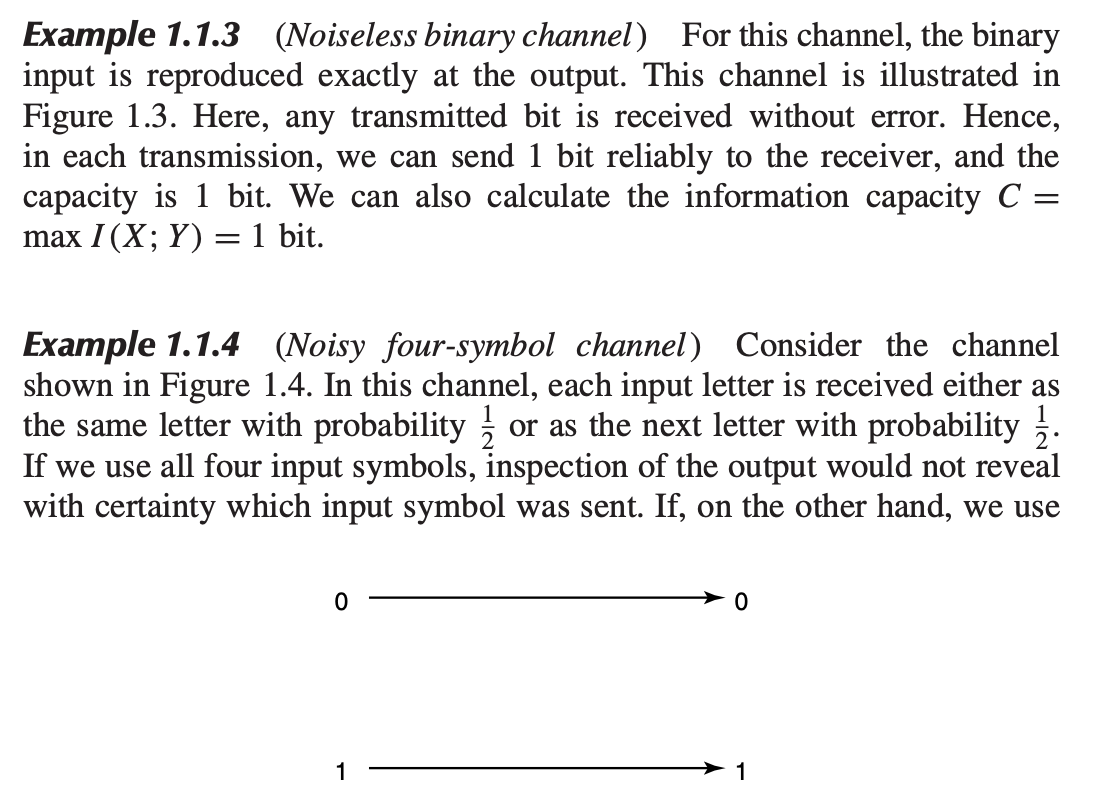 Example 1.1.3 (Noiseless binary channel) For this channel, the binary
input is reproduced exactly at the output. This channel is illustrated in
Figure 1.3. Here, any transmitted bit is received without error. Hence,
in each transmission, we can send 1 bit reliably to the receiver, and the
capacity is 1 bit. We can also calculate the information capacity C =
max I (X; Y) = 1 bit.
Example 1.1.4 (Noisy four-symbol channel) Consider the channel
shown in Figure 1.4. In this channel, each input letter is received either as
the same letter with probability 1/2 or as the next letter with probability 1/2.
If we use all four input symbols, inspection of the output would not reveal
with certainty which input symbol was sent. If, on the other hand, we use
0 0
1 1